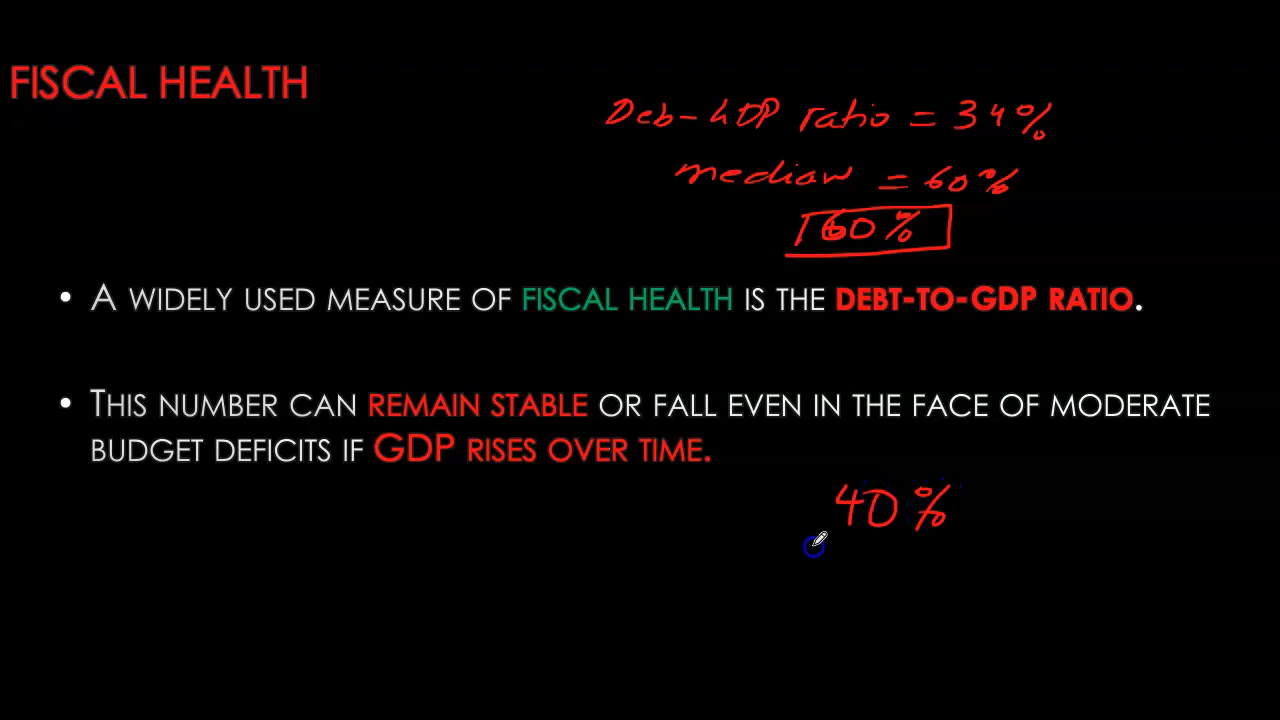 FISCAL HEALTH
Deb-GDP ratio = 34%
median = 60%
160%
• A WIDELY USED MEASURE OF FISCAL HEALTH IS THE DEBT-TO-GDP RATIO.
• THIS NUMBER CAN REMAIN STABLE OR FALL EVEN IN THE FACE OF MODERATE
BUDGET DEFICITS IF GDP RISES OVER TIME.
40%